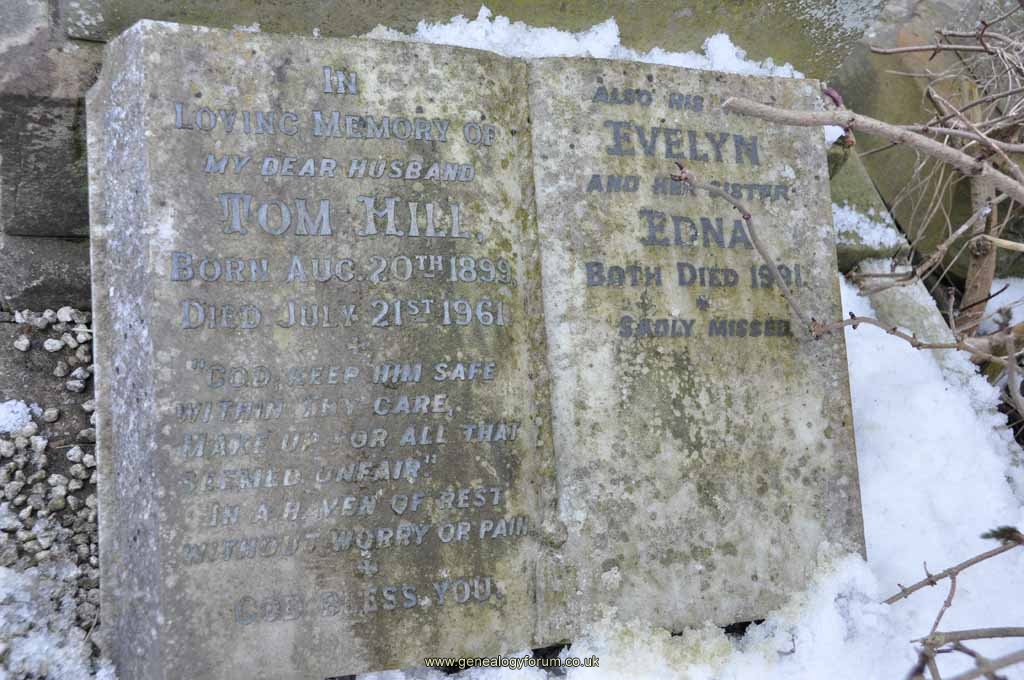 IN
LOVING MEMORY OF
MY DEAR HUSBAND
TOM HILL,
BORN AUG. 20TH 1899,
DIED JULY 21ST 1961.
"GOD KEEP HIM SAFE
WITHIN THY CARE,
MAKE UP FOR ALL THAT
SEEMED UNFAIR"
IN A HAVEN OF REST
WITHOUT WORRY OR PAIN
GOD BLESS YOU.
ALSO HIS
EVELYN
AND HER SISTER
EDNA
BOTH DIED 1991.
SADLY MISSED
www.genealogyforum.co.uk